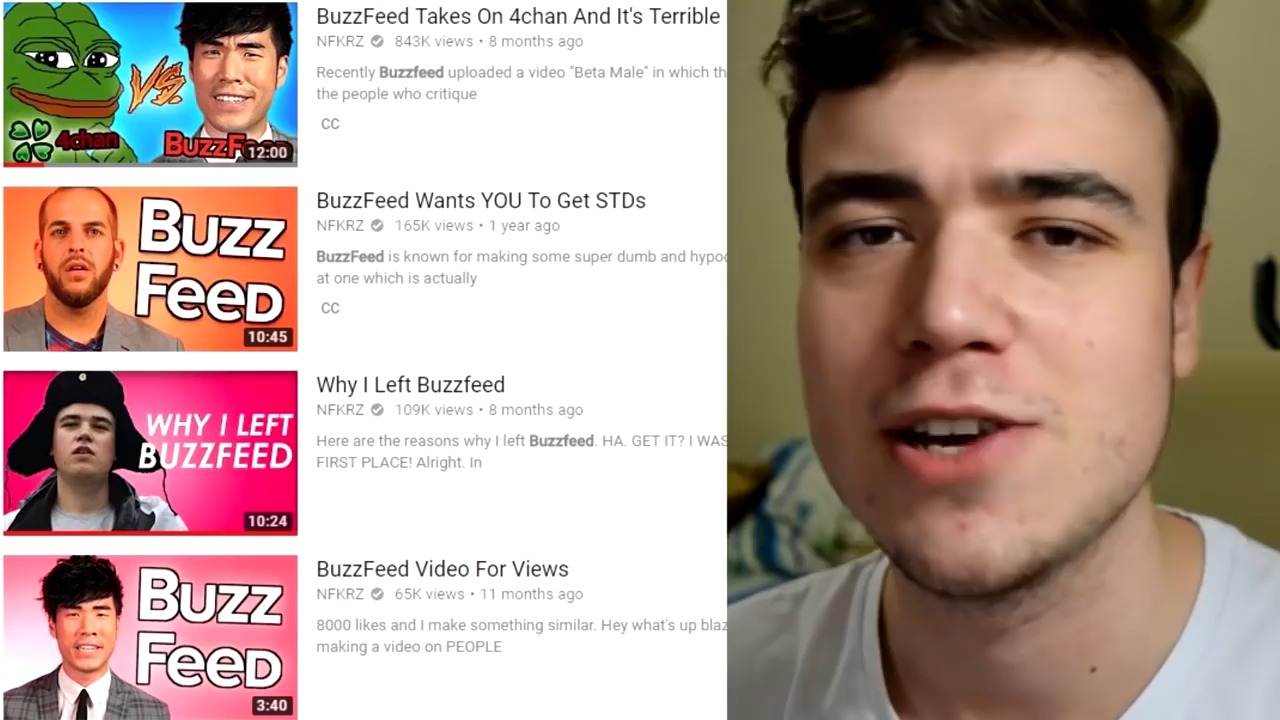 VS.
4chan
BuzzF
12:00
BuzzFeed Takes On 4chan And It's Terrible
NFKRZ 843K views • 8 months ago
Recently Buzzfeed uploaded a video "Beta Male" in which th
the people who critique
CC
BUZZ
FEED
10:45
BuzzFeed Wants YOU To Get STDs
NFKRZ 165K views • 1 year ago
BuzzFeed is known for making some super dumb and hypoc
at one which is actually
CC
WHY I LEFT
BUZZFEED
10:24
Why I Left Buzzfeed
NFKRZ 109K views • 8 months ago
Here are the reasons why I left Buzzfeed. HA. GET IT? I WAS
FIRST PLACE! Alright. In
BUZZ
FEED
3:40
BuzzFeed Video For Views
NFKRZ 65K views • 11 months ago
8000 likes and I make something similar. Hey what's up blaz
making a video on PEOPLE